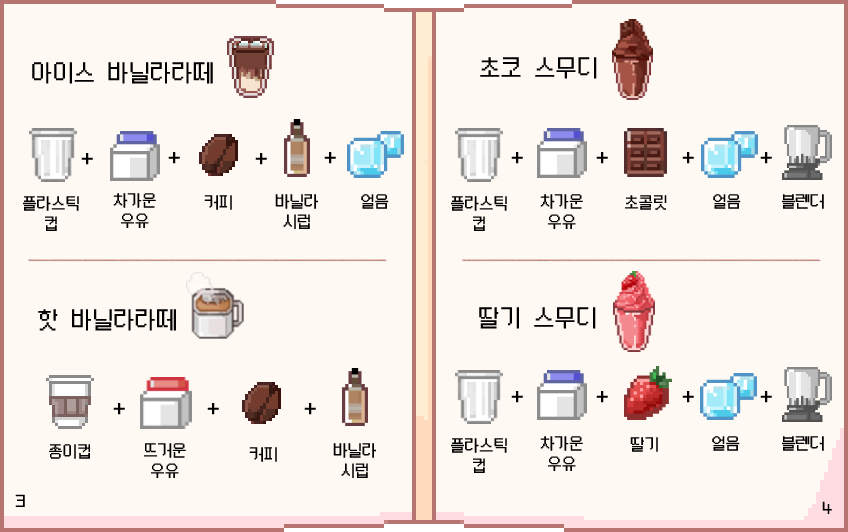 아이스 바닐라라떼
플라스틱
컵
+
차가운
우유
+
커피
+
바닐라
시럽
+
얼음
핫 바닐라라떼
종이컵
+
뜨거운
우유
+
커피
+
바닐라
시럽
3
초코 스무디
플라스틱
컵
+
차가운
우유
+
초콜릿
+
얼음
+
블렌더
딸기 스무디
플라스틱
컵
+
차가운
우유
+
딸기
+
얼음
+
블렌더
4